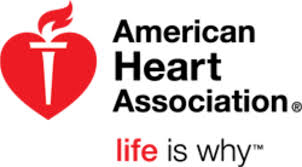 American
Heart
Association®
life is why™